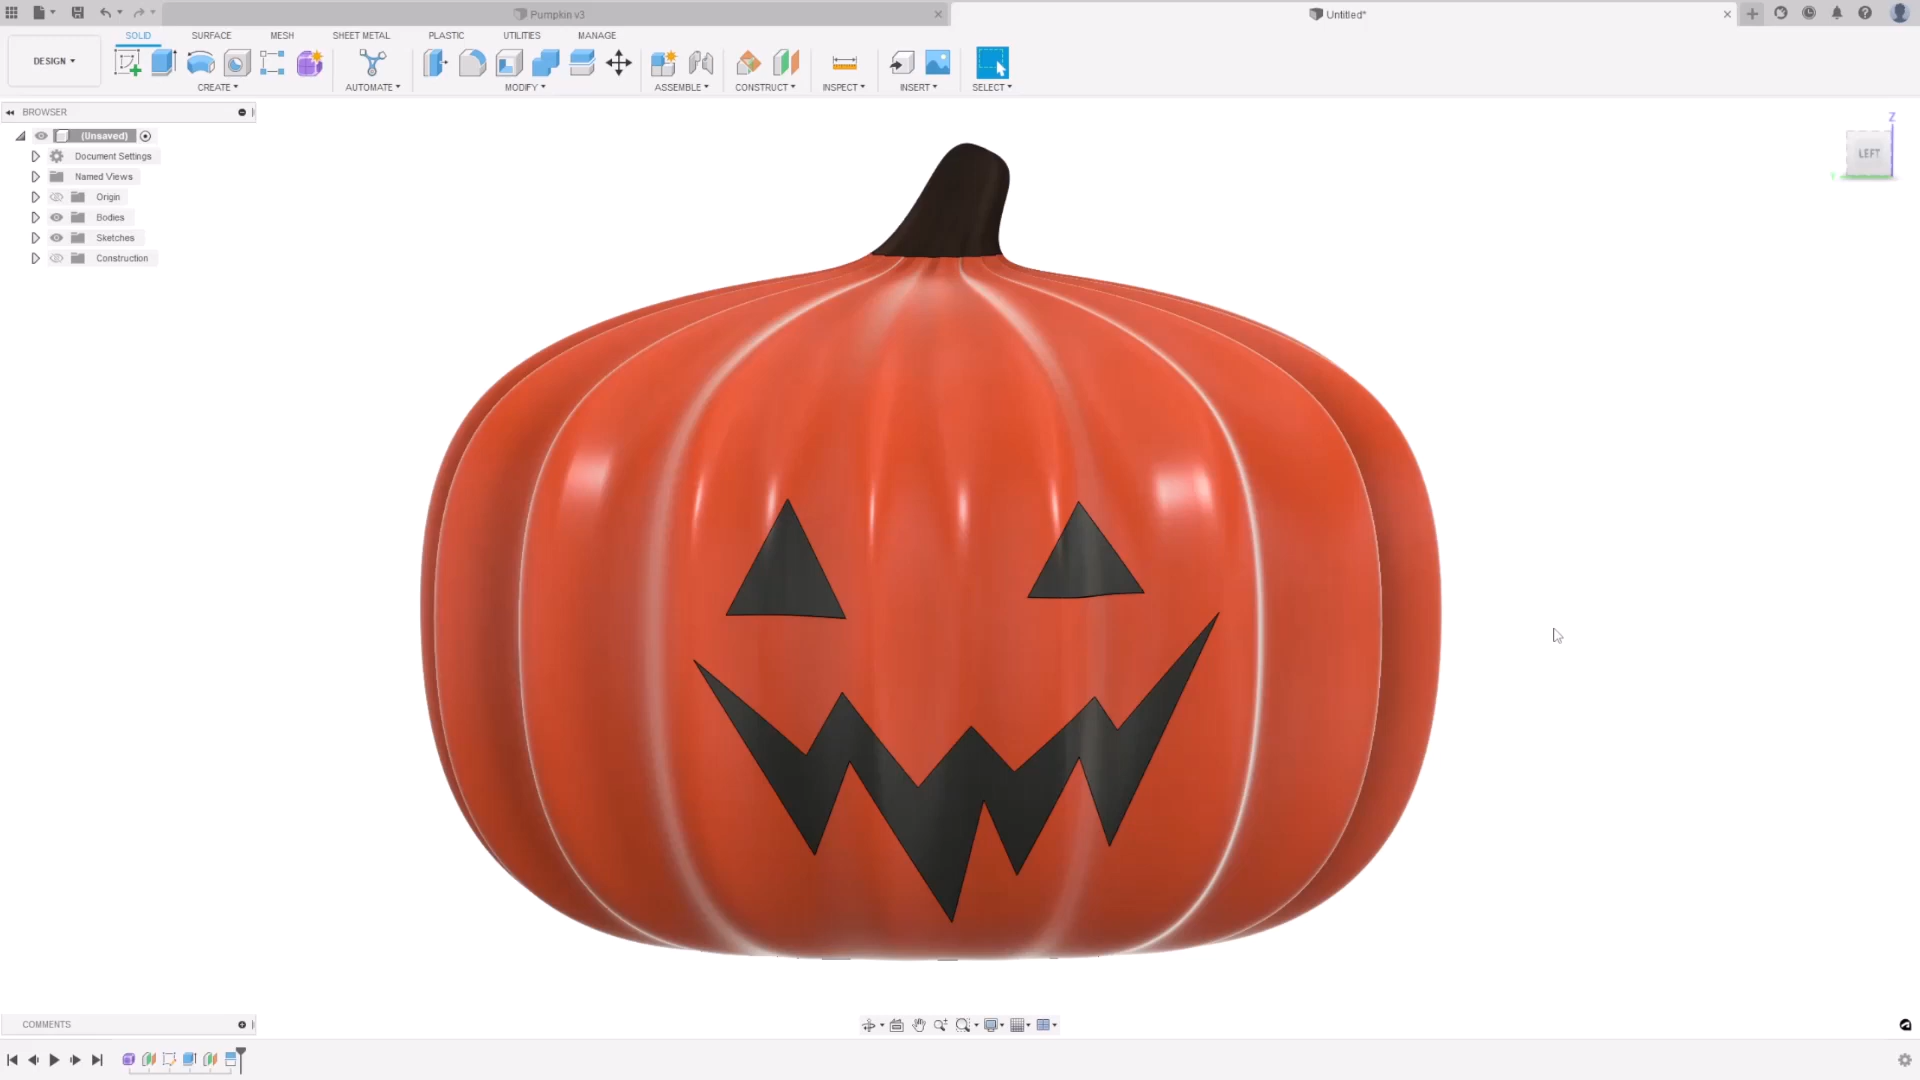 Pumpkin v3
Untitled*
SOLID SURFACE MESH SHEET METAL PLASTIC UTILITIES MANAGE
DESIGN
CREATE AUTOMATE MODIFY ASSEMBLE CONSTRUCT INSPECT INSERT SELECT
BROWSER
(Unsaved)
Document Settings
Named Views
Origin
Bodies
Sketches
Construction
Z
LEFT
Y
COMMENTS